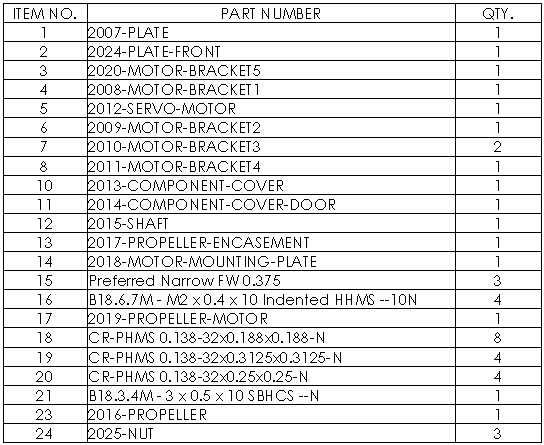 ITEM NO. PART NUMBER QTY.
1 2007-PLATE 1
2 2024-PLATE-FRONT 1
3 2020-MOTOR-BRACKET5 1
4 2008-MOTOR-BRACKET1 1
5 2012-SERVO-MOTOR 1
6 2009-MOTOR-BRACKET2 1
7 2010-MOTOR-BRACKET3 2
8 2011-MOTOR-BRACKET4 1
10 2013-COMPONENT-COVER 1
11 2014-COMPONENT-COVER-DOOR 1
12 2015-SHAFT 1
13 2017-PROPELLER-ENCASEMENT 1
14 2018-MOTOR-MOUNTING-PLATE 1
15 Preferred Narrow FW 0.375 3
16 B18.6.7M - M2 x 0.4 x 10 Indented HHMS --10N 4
17 2019-PROPELLER-MOTOR 1
18 CR-PHMS 0.138-32x0.188x0.188-N 8
19 CR-PHMS 0.138-32x0.3125x0.3125-N 4
20 CR-PHMS 0.138-32x0.25x0.25-N 4
21 B18.3.4M - 3 x 0.5 x 10 SBHCS --N 1
23 2016-PROPELLER 1
24 2025-NUT 3